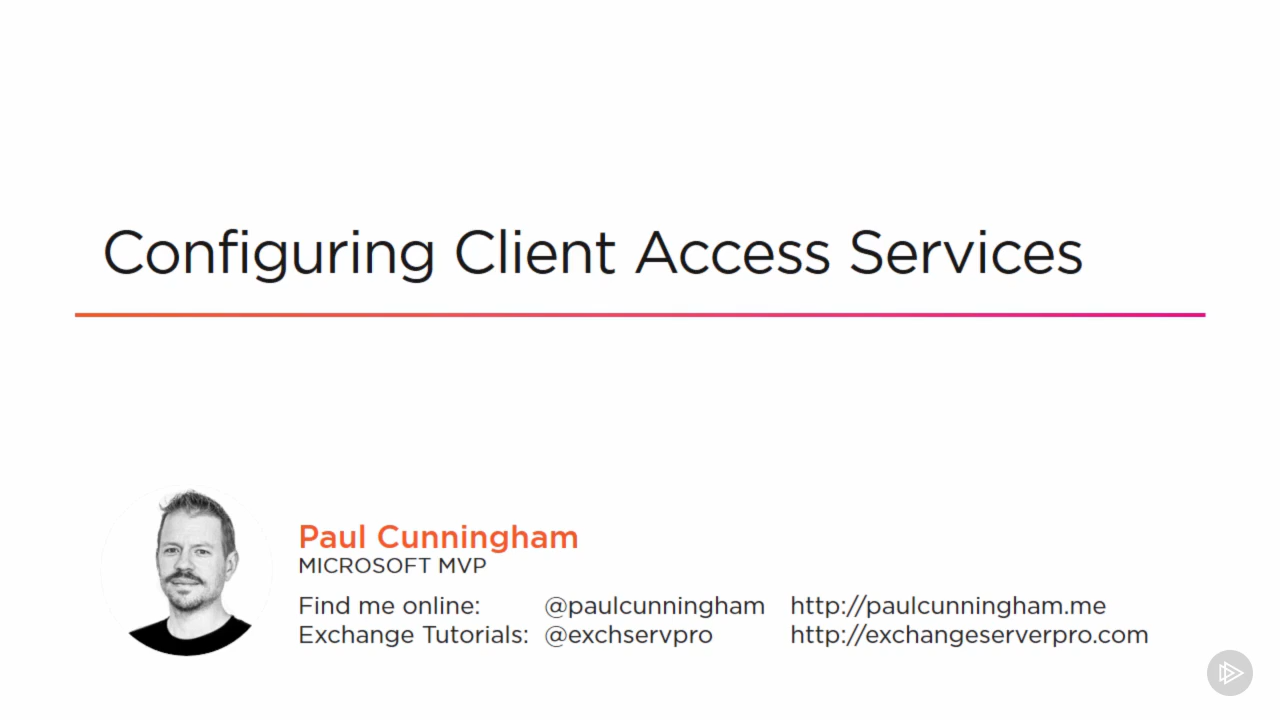 Configuring Client Access Services
Paul Cunningham
MICROSOFT MVP
Find me online: @paulcunningham http://paulcunningham.me
Exchange Tutorials: @exchservpro http://exchangeserverpro.com